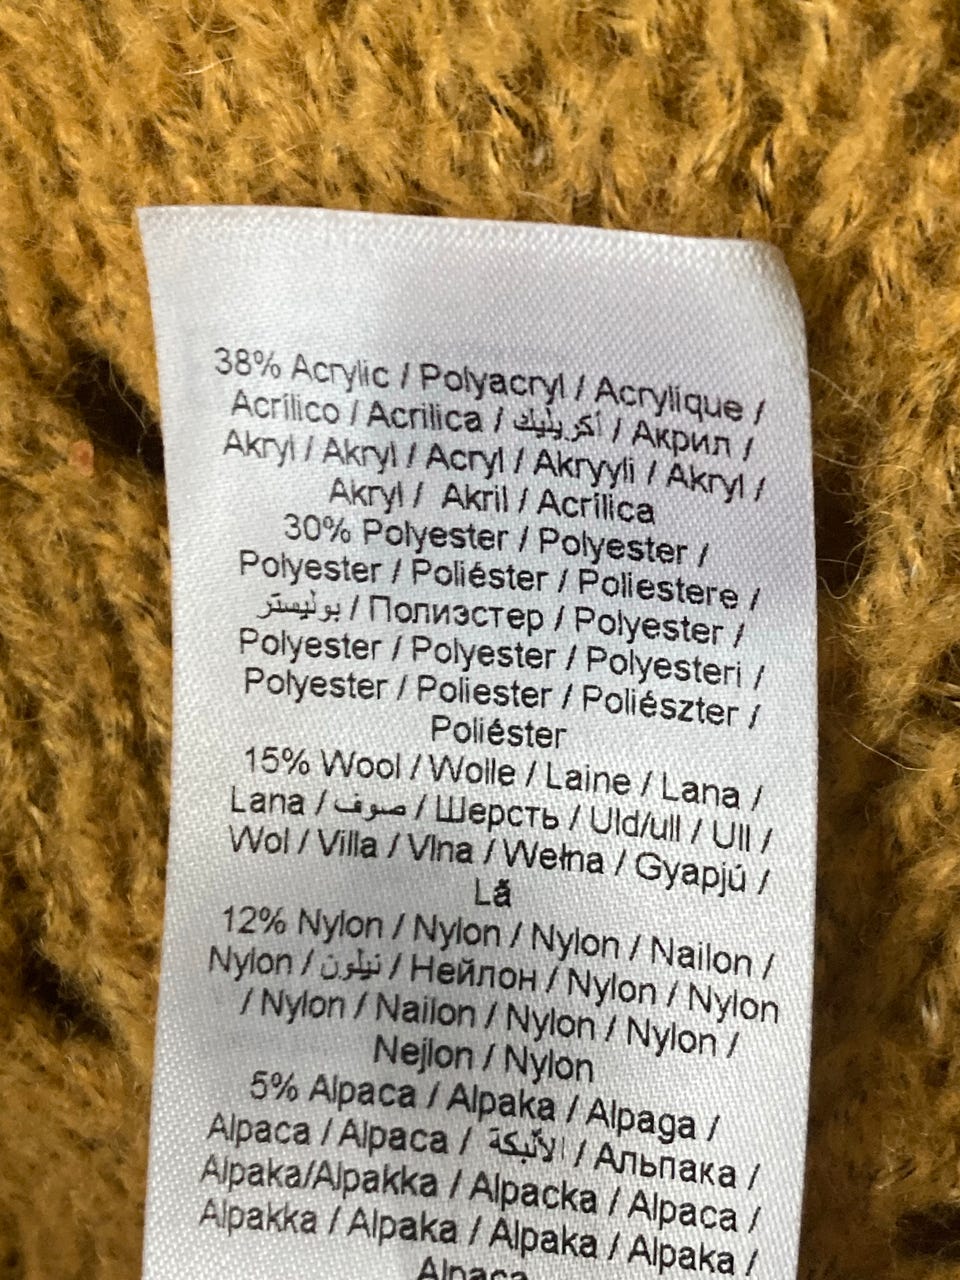 38% Acrylic / Polyacryl / Acrylique /
Acrílico / Acrilica / أكريليك / Акрил /
Akryl / Akryl / Acryl / Akryyli / Akryl /
Akryl / Akril / Acrílica
30% Polyester / Polyester /
Polyester / Poliéster / Poliestere /
بوليستر / Полиэстер / Polyester /
Polyester / Polyester / Polyesteri /
Polyester / Poliester / Poliészter /
Poliéster
15% Wool / Wolle / Laine / Lana /
Lana / صوف / Шерсть / Uld/ull / Ull /
Wol / Villa / Vlna / Wełna / Gyapjú /
Lã
12% Nylon / Nylon / Nylon / Nailon /
Nylon / نيلون / Нейлон / Nylon / Nylon
/ Nylon / Nailon / Nylon / Nylon /
Nejlon / Nylon
5% Alpaca / Alpaka / Alpaga /
Alpaca / Alpaca / الألبكة / Альпака /
Alpaka/Alpakka / Alpacka / Alpaca /
Alpakka / Alpaka / Alpaka / Alpaka /
Alpaca